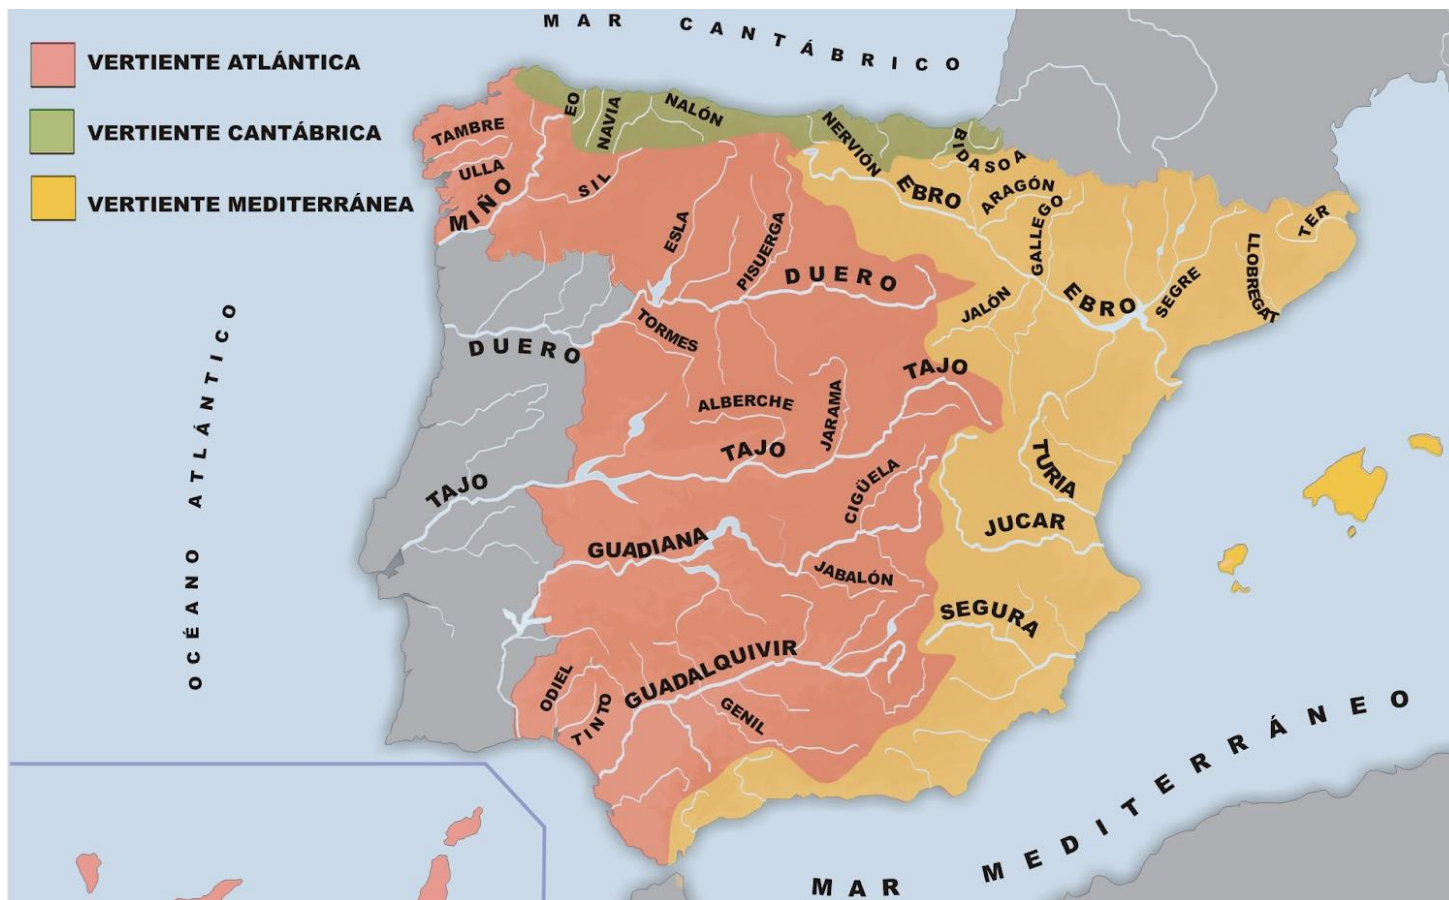 MAR CANTÁBRICO
VERTIENTE ATLÁNTICA
VERTIENTE CANTÁBRICA
VERTIENTE MEDITERRÁNEA
EO
NAVIA
NALÓN
NERVIÓN
BIDASOA
TAMBRE
ULLA
MIÑO
SIL
ESLA
PISUERGA
DUERO
EBRO
ARAGÓN
GALLEGO
TER
LLOBREGAT
SEGRE
EBRO
JALÓN
DUERO
TORMES
TAJO
ALBERCHE
JARAMA
TAJO
TAJO
TURIA
CIGÜELA
JUCAR
GUADIANA
JABALÓN
SEGURA
GUADALQUIVIR
ODIEL
TINTO
GENIL
OCÉANO ATLÁNTICO
MAR MEDITERRÁNEO